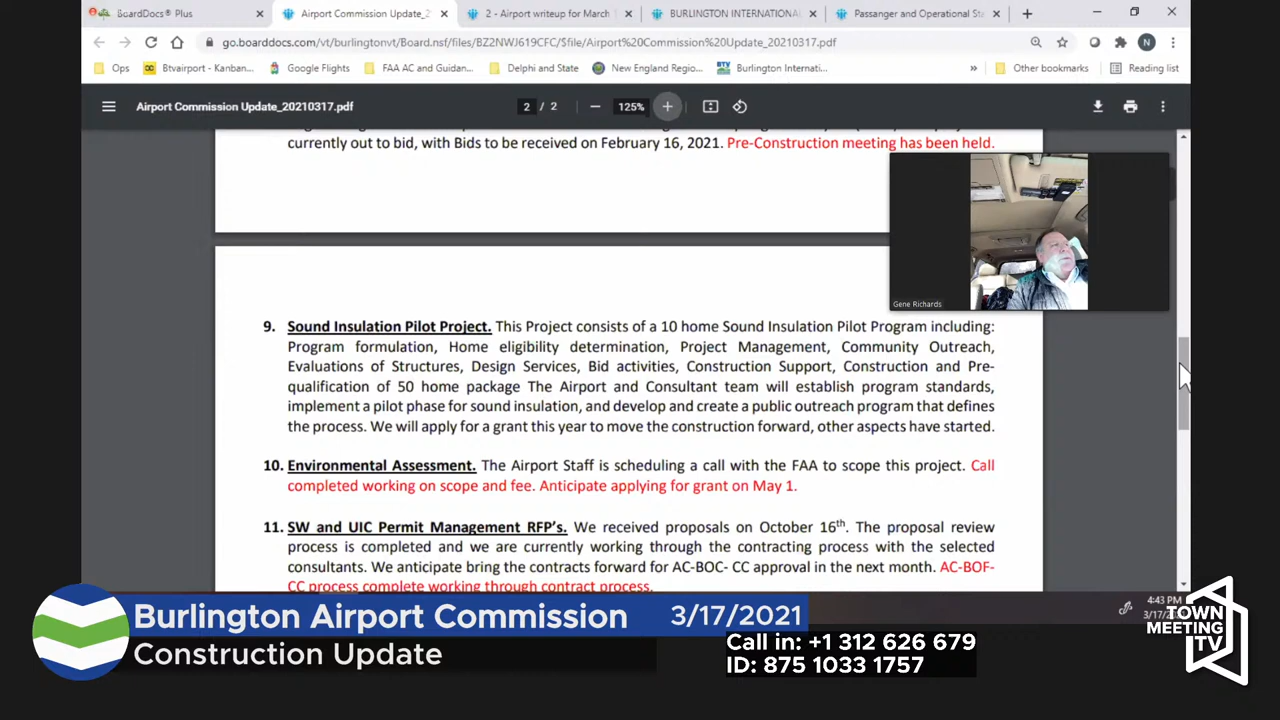 BoardDocs® Plus
Airport Commission Update_2
2 - Airport writeup for March
BURLINGTON INTERNATIONAL
Passanger and Operational St
go.boarddocs.com/vt/burlingtonvt/Board.nsf/files/BZ2NWJ619CFC/$file/Airport%20Commission%20Update_20210317.pdf
N
Ops
Btvairport - Kanban...
Google Flights
FAA AC and Guidan...
Delphi and State
New England Regio...
BTV
Burlington Internati...
»
Other bookmarks
Reading list
Airport Commission Update_20210317.pdf
2 / 2
125%
currently out to bid, with Bids to be received on February 16, 2021. Pre-Construction meeting has been held.
Gene Richards
9. Sound Insulation Pilot Project. This Project consists of a 10 home Sound Insulation Pilot Program including:
Program formulation, Home eligibility determination, Project Management, Community Outreach,
Evaluations of Structures, Design Services, Bid activities, Construction Support, Construction and Pre-
qualification of 50 home package The Airport and Consultant team will establish program standards,
implement a pilot phase for sound insulation, and develop and create a public outreach program that defines
the process. We will apply for a grant this year to move the construction forward, other aspects have started.
10. Environmental Assessment. The Airport Staff is scheduling a call with the FAA to scope this project. Call
completed working on scope and fee. Anticipate applying for grant on May 1.
11. SW and UIC Permit Management RFP's. We received proposals on October 16th. The proposal review
process is completed and we are currently working through the contracting process with the selected
consultants. We anticipate bring the contracts forward for AC-BOC- CC approval in the next month. AC-BOF-
CC process complete working through contract process.
4:43 PM
Burlington Airport Commission
3/17/2021
Construction Update
Call in: +1 312 626 679
ID: 875 1033 1757
TOWN
MEETING
TV